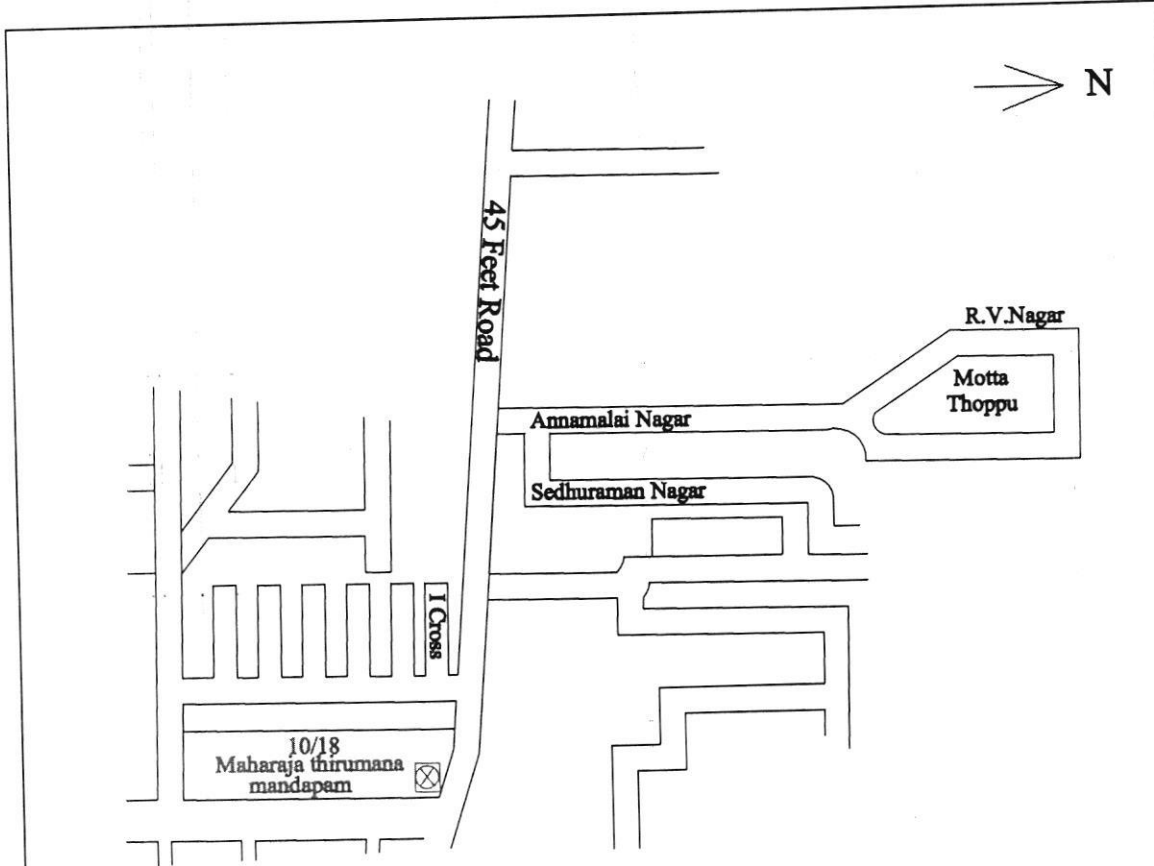 N
45 Feet Road
R.V.Nagar
Motta
Thoppu
Annamalai Nagar
Sedhuraman Nagar
I Cross
10/18
Maharaja thirumana
mandapam